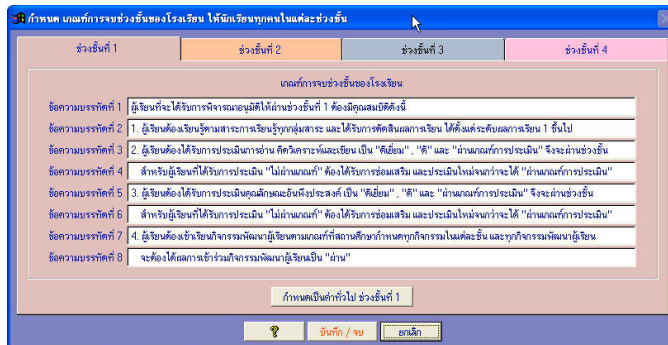 กำหนด เกณฑ์การจบช่วงชั้นของโรงเรียน ให้นักเรียนทุกคนในแต่ละช่วงชั้น
ช่วงชั้นที่ 1 ช่วงชั้นที่ 2 ช่วงชั้นที่ 3 ช่วงชั้นที่ 4
เกณฑ์การจบช่วงชั้นของโรงเรียน
ข้อความบรรทัดที่ 1 ผู้เรียนที่จะได้รับการพิจารณาอนุมัติให้ผ่านช่วงชั้นที่ 1 ต้องมีคุณสมบัติดังนี้
ข้อความบรรทัดที่ 2 1. ผู้เรียนต้องเรียนรู้ตามสาระการเรียนรู้ทุกกลุ่มสาระ และได้รับการตัดสินผลการเรียน ได้ตั้งแต่ระดับผลการเรียน 1 ขึ้นไป
ข้อความบรรทัดที่ 3 2. ผู้เรียนต้องได้รับการประเมินการอ่าน คิดวิเคราะห์และเขียน เป็น "ดีเยี่ยม" , "ดี" และ "ผ่านเกณฑ์การประเมิน" จึงจะผ่านช่วงชั้น
ข้อความบรรทัดที่ 4 สำหรับผู้เรียนที่ได้รับการประเมิน "ไม่ผ่านเกณฑ์" ต้องได้รับการซ่อมเสริม และประเมินใหม่จนกว่าจะได้ "ผ่านเกณฑ์การประเมิน"
ข้อความบรรทัดที่ 5 3. ผู้เรียนต้องได้รับการประเมินคุณลักษณะอันพึงประสงค์ เป็น "ดีเยี่ยม" , "ดี" และ "ผ่านเกณฑ์การประเมิน" จึงจะผ่านช่วงชั้น
ข้อความบรรทัดที่ 6 สำหรับผู้เรียนที่ได้รับการประเมิน "ไม่ผ่านเกณฑ์" ต้องได้รับการซ่อมเสริม และประเมินใหม่จนกว่าจะได้ "ผ่านเกณฑ์การประเมิน"
ข้อความบรรทัดที่ 7 4. ผู้เรียนต้องเข้าเรียนกิจกรรมพัฒนาผู้เรียนตามเกณฑ์ที่สถานศึกษากำหนดทุกกิจกรรมในแต่ละชั้น และทุกกิจกรรมพัฒนาผู้เรียน
ข้อความบรรทัดที่ 8 จะต้องได้ผลการเข้าร่วมกิจกรรมพัฒนาผู้เรียนเป็น "ผ่าน"
กำหนดเป็นค่าทั่วไป ช่วงชั้นที่ 1
? บันทึก / จบ ยกเลิก